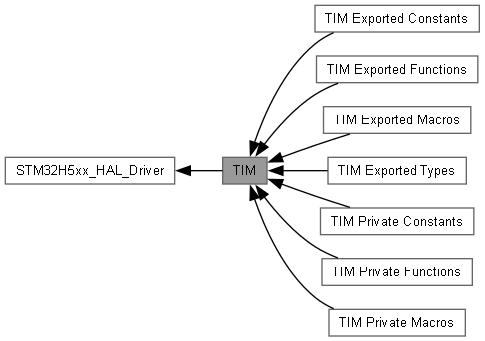 TIM Exported Constants
TIM Exported Functions
TIM Exported Macros
STM32H5xx_HAL_Driver
TIM
TIM Exported Types
TIM Private Constants
TIM Private Functions
TIM Private Macros